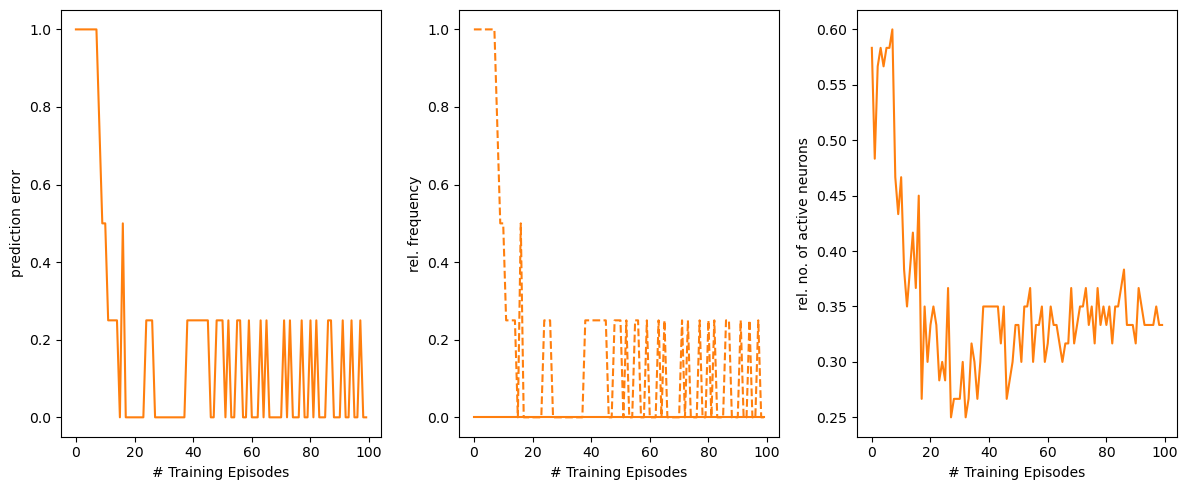 prediction error
1.0
0.8
0.6
0.4
0.2
0.0
0 20 40 60 80 100
# Training Episodes
rel. frequency
1.0
0.8
0.6
0.4
0.2
0.0
0 20 40 60 80 100
# Training Episodes
rel. no. of active neurons
0.60
0.55
0.50
0.45
0.40
0.35
0.30
0.25
0 20 40 60 80 100
# Training Episodes